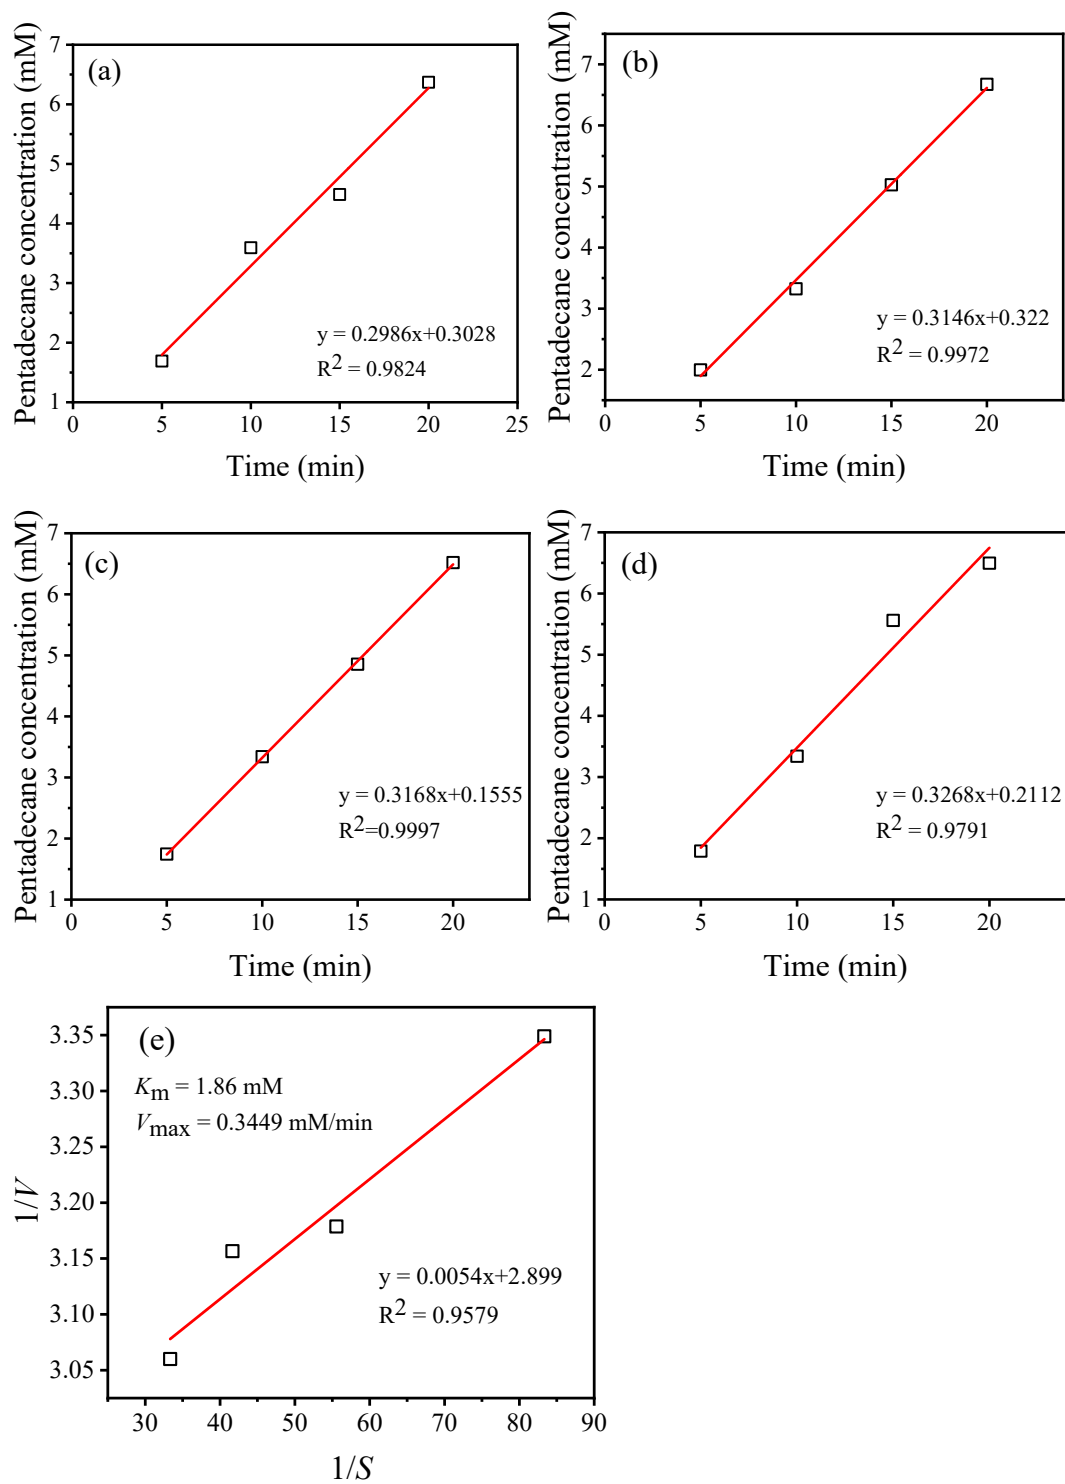 (a)
Pentadecane concentration (mM)
7
6
5
4
3
2
1
y = 0.2986x+0.3028
R² = 0.9824
0 5 10 15 20 25
Time (min)
(b)
Pentadecane concentration (mM)
7
6
5
4
3
2
y = 0.3146x+0.322
R² = 0.9972
0 5 10 15 20
Time (min)
(c)
Pentadecane concentration (mM)
7
6
5
4
3
2
1
y = 0.3168x+0.1555
R²=0.9997
0 5 10 15 20
Time (min)
(d)
Pentadecane concentration (mM)
7
6
5
4
3
2
1
y = 0.3268x+0.2112
R² = 0.9791
0 5 10 15 20
Time (min)
(e)
Km = 1.86 mM
Vmax = 0.3449 mM/min
1/V
3.35
3.30
3.25
3.20
3.15
3.10
3.05
y = 0.0054x+2.899
R² = 0.9579
30 40 50 60 70 80 90
1/S